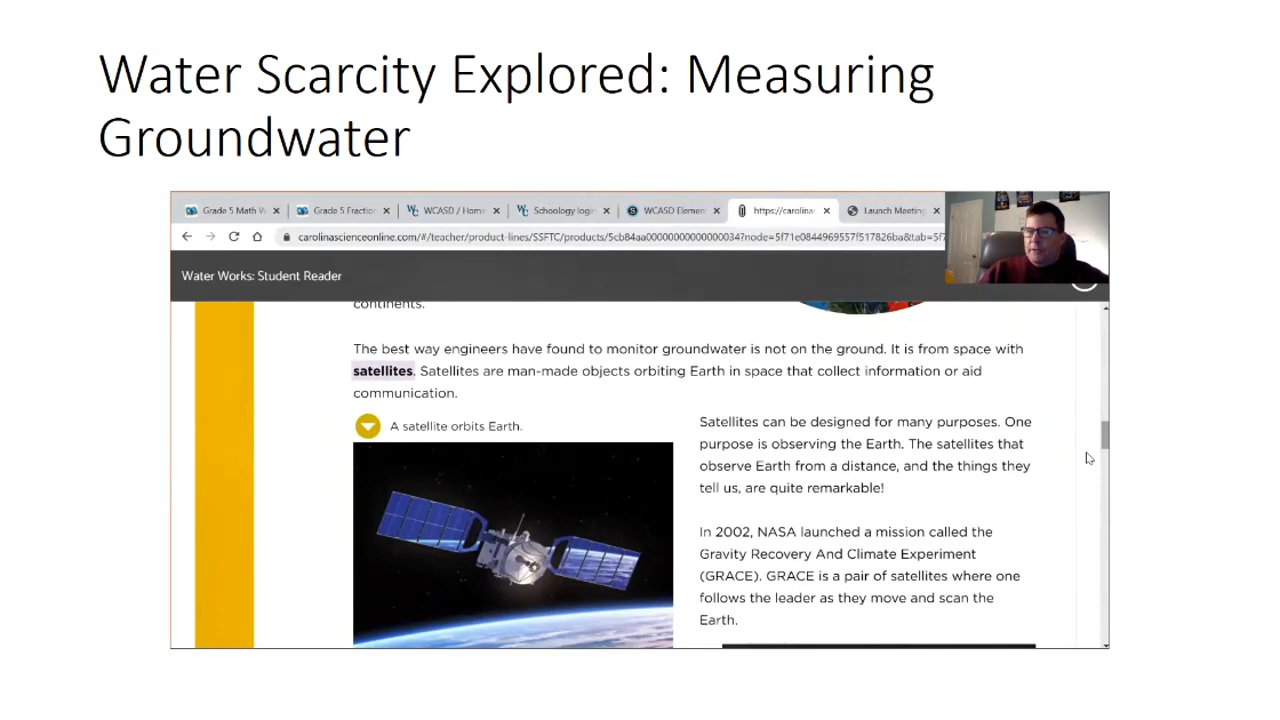 Water Scarcity Explored: Measuring
Groundwater
Grade 5 Math W
Grade 5 Fraction
WCASD / Home
Schoology login
WCASD Elemen
https://carolina
Launch Meeting
carolinascienceonline.com/#/teacher/product-lines/SSFTC/products/
Water Works: Student Reader
continents.
The best way engineers have found to monitor groundwater is not on the ground. It is from space with
satellites. Satellites are man-made objects orbiting Earth in space that collect information or aid
communication.
A satellite orbits Earth.
Satellites can be designed for many purposes. One
purpose is observing the Earth. The satellites that
observe Earth from a distance, and the things they
tell us, are quite remarkable!
In 2002, NASA launched a mission called the
Gravity Recovery And Climate Experiment
(GRACE). GRACE is a pair of satellites where one
follows the leader as they move and scan the
Earth.